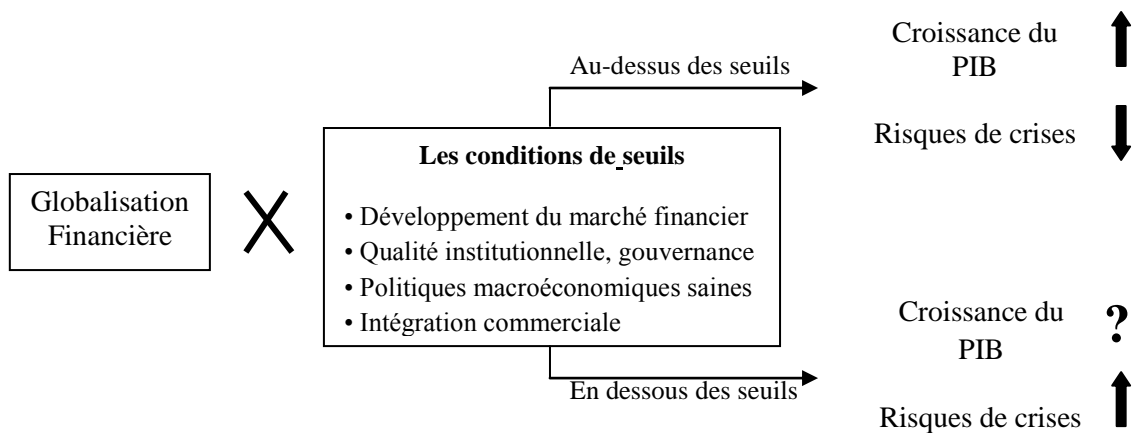 Croissance du
PIB
Au-dessus des seuils
Risques de crises
Les conditions de seuils
Globalisation
Financière
• Développement du marché financier
• Qualité institutionnelle, gouvernance
• Politiques macroéconomiques saines
• Intégration commerciale
Croissance du
PIB
?
En dessous des seuils
Risques de crises